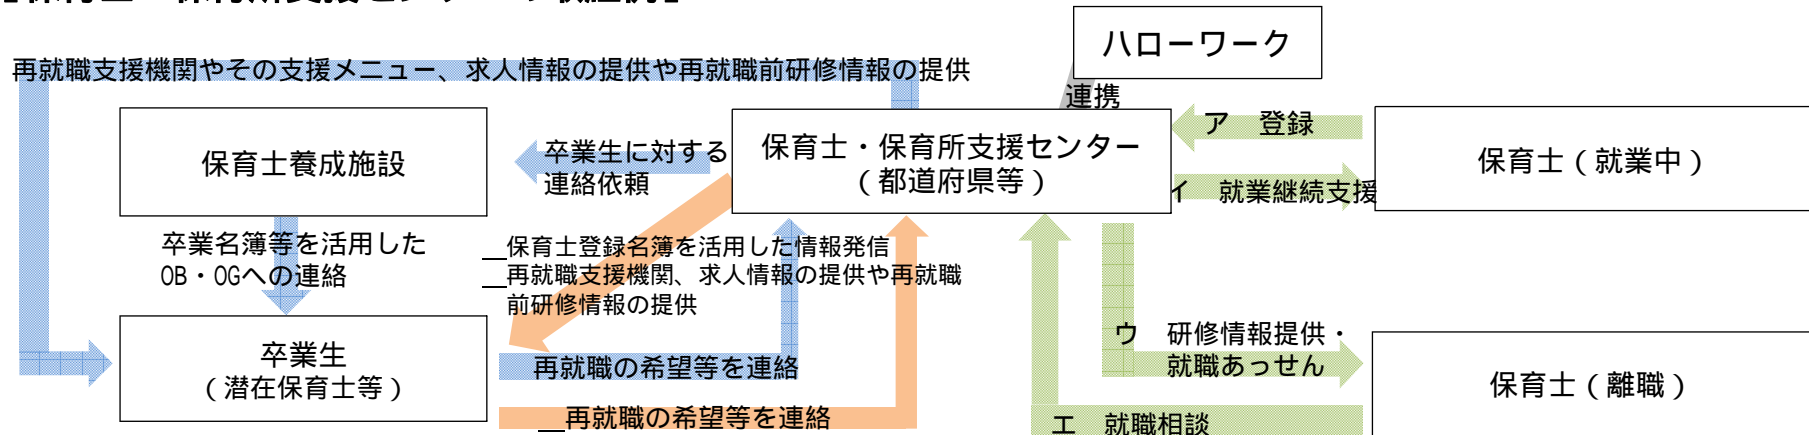 ハローワーク
再就職支援機関やその支援メニュー、求人情報の提供や再就職前研修情報の提供
連携
保育士養成施設
卒業生に対する
連絡依頼
保育士・保育所支援センター
（都道府県等）
ア 登録
イ 就業継続支援
保育士（就業中）
卒業名簿等を活用した
OB・OGへの連絡
保育士登録名簿を活用した情報発信
再就職支援機関、求人情報の提供や再就職
前研修情報の提供
卒業生
（潜在保育士等）
再就職の希望等を連絡
再就職の希望等を連絡
ウ 研修情報提供・
就職あっせん
エ 就職相談
保育士（離職）